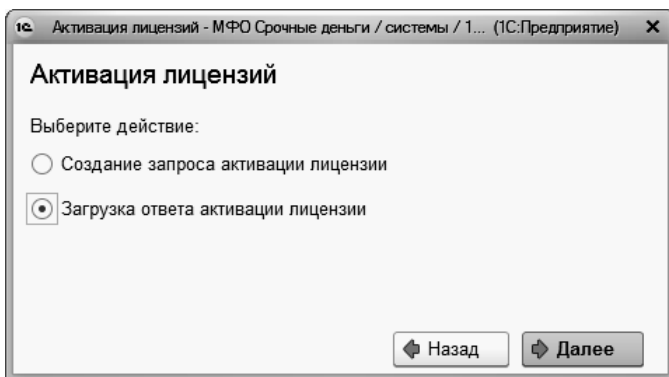 1С Активация лицензий - МФО Срочные деньги / системы / 1... (1С:Предприятие) X
Активация лицензий
Выберите действие:
Создание запроса активации лицензии
Загрузка ответа активации лицензии
Назад Далее